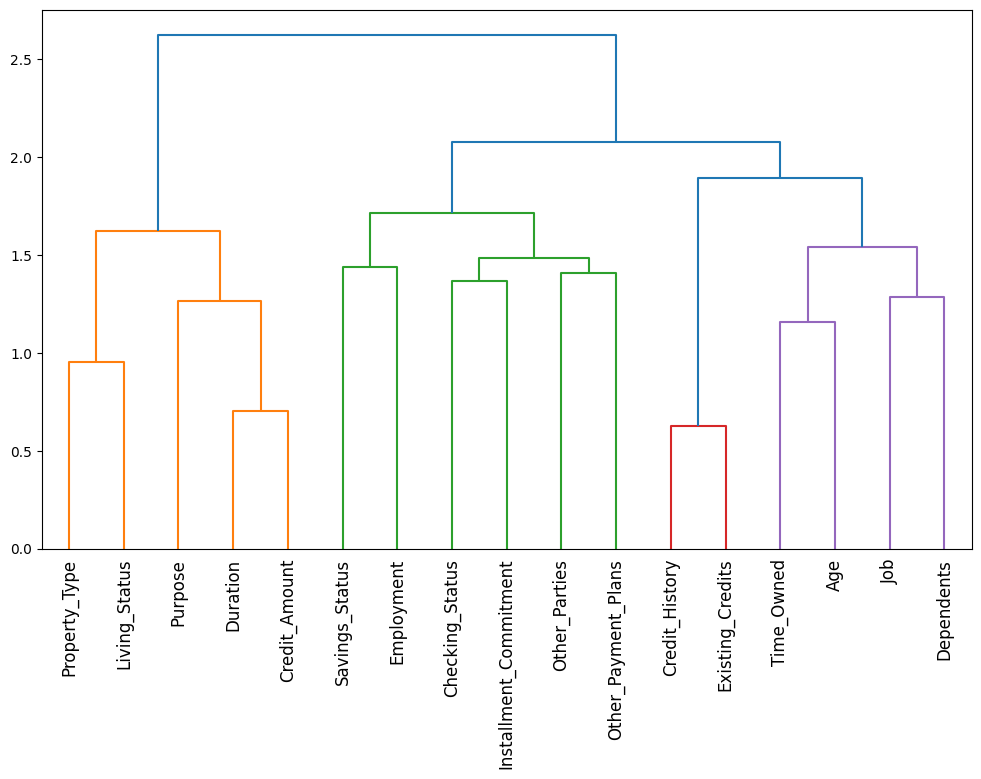 2.5
2.0
1.5
1.0
0.5
0.0
Property_Type
Living_Status
Purpose
Duration
Credit_Amount
Savings_Status
Employment
Checking_Status
Installment_Commitment
Other_Parties
Other_Payment_Plans
Credit_History
Existing_Credits
Time_Owned
Age
Job
Dependents